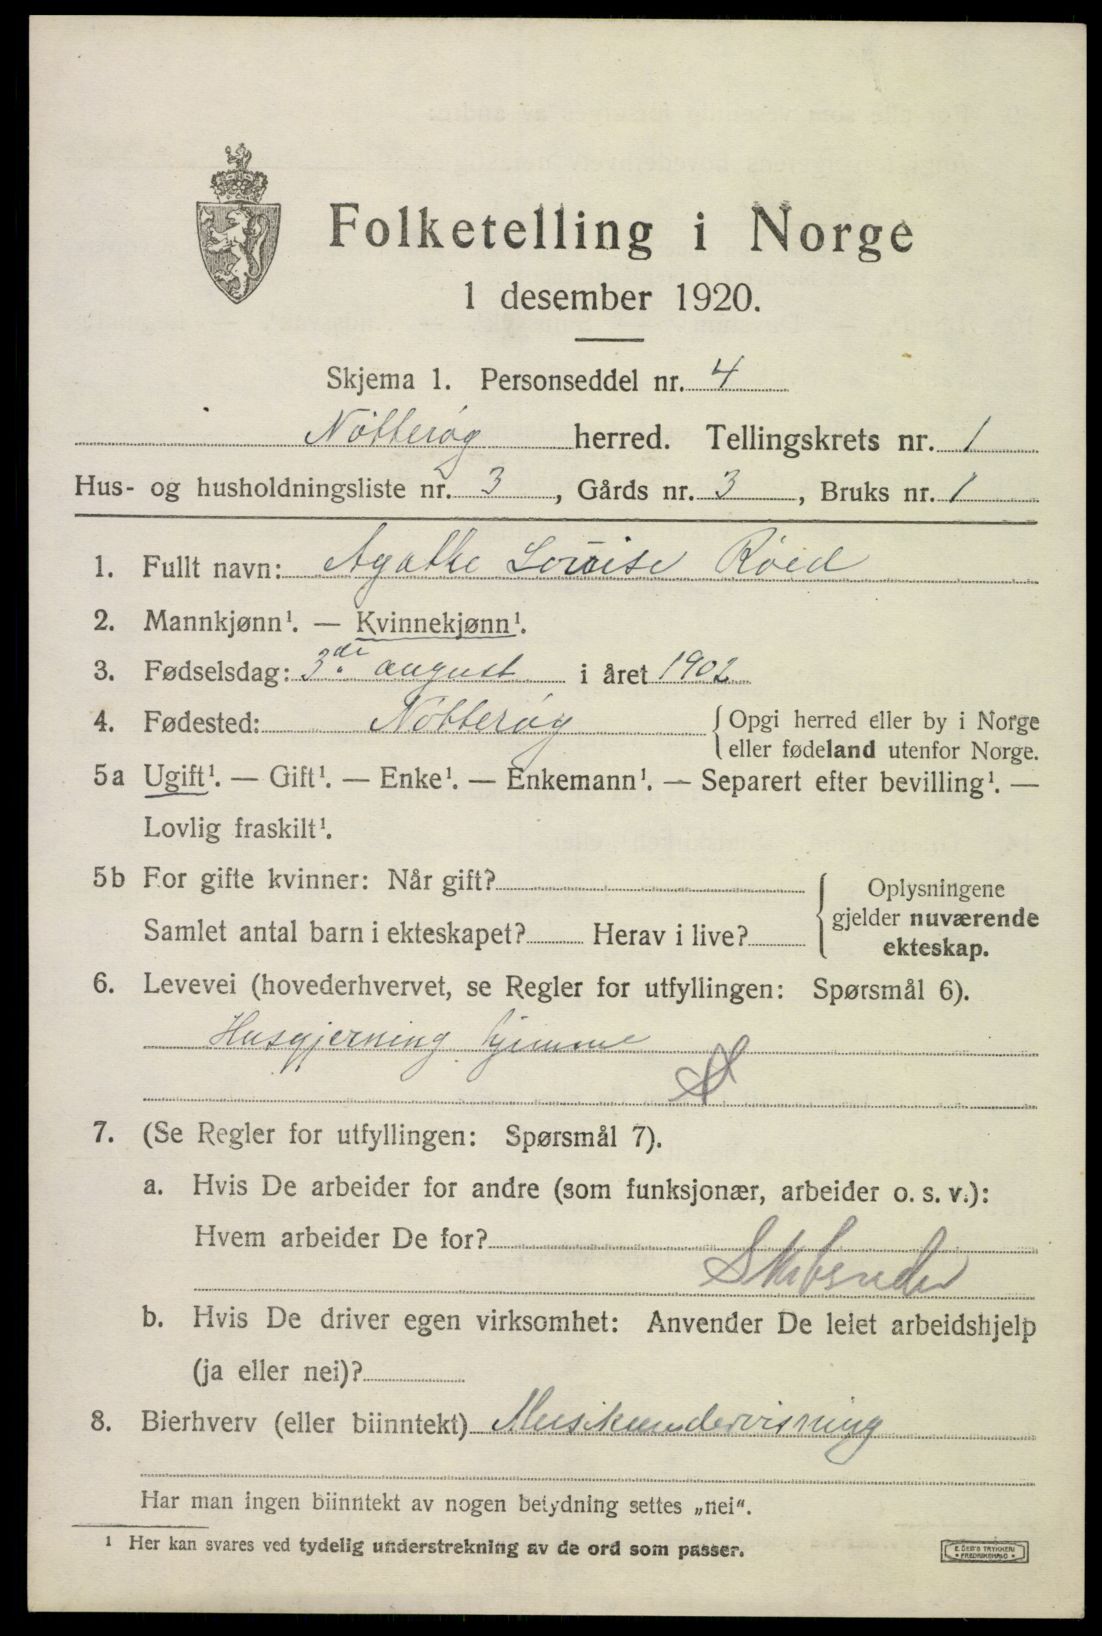 Folketelling i Norge
1 desember 1920.
Skjema 1. Personseddel nr. 4
Nötterøy herred. Tellingskrets nr. 1
Hus- og husholdningsliste nr. 3, Gårds nr. 3, Bruks nr. 1
1. Fullt navn: Agathe Louise Røed
2. Mannkjønn¹. — Kvinnekjønn¹.
3. Fødselsdag: 3di august i året 1902
4. Fødested: Nötterøy {Opgi herred eller by i Norge
eller fødeland utenfor Norge.
5a Ugift¹. — Gift¹. — Enke¹. — Enkemann¹. — Separert efter bevilling¹. —
Lovlig fraskilt¹.
5b For gifte kvinner: Når gift?
Samlet antal barn i ekteskapet? Herav i live?
{Oplysningene
gjelder nuværende
ekteskap.
6. Levevei (hovederhvervet, se Regler for utfyllingen: Spørsmål 6).
Husgjerning hjemme
7. (Se Regler for utfyllingen: Spørsmål 7).
a. Hvis De arbeider for andre (som funksjonær, arbeider o. s. v.):
Hvem arbeider De for?
b. Hvis De driver egen virksomhet: Anvender De leiet arbeidshjelp
(ja eller nei)?
8. Bierhverv (eller biinntekt) Musikundervisning
Har man ingen biinntekt av nogen betydning settes „nei".
¹ Her kan svares ved tydelig understrekning av de ord som passer.